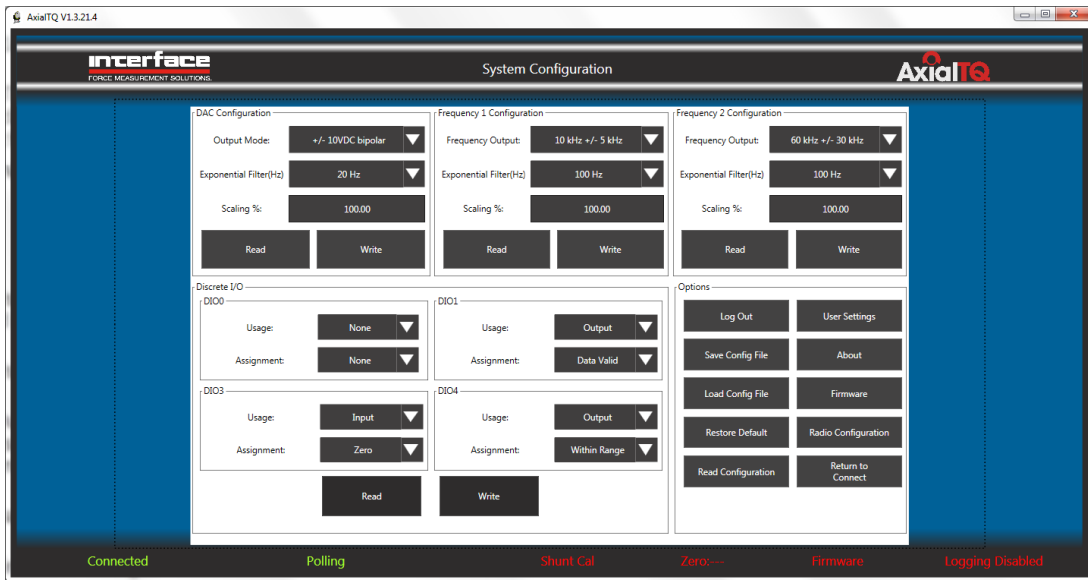 AxialTQ V1.3.21.4
interface
FORCE MEASUREMENT SOLUTIONS.
System Configuration
AxialTQ
DAC Configuration
Output Mode: +/- 10VDC bipolar
Exponential Filter(Hz) 20 Hz
Scaling %: 100.00
Read Write
Frequency 1 Configuration
Frequency Output: 10 kHz +/- 5 kHz
Exponential Filter(Hz) 100 Hz
Scaling %: 100.00
Read Write
Frequency 2 Configuration
Frequency Output: 60 kHz +/- 30 kHz
Exponential Filter(Hz) 100 Hz
Scaling %: 100.00
Read Write
Discrete I/O
DIO0
Usage: None
Assignment: None
DIO1
Usage: Output
Assignment: Data Valid
DIO3
Usage: Input
Assignment: Zero
DIO4
Usage: Output
Assignment: Within Range
Read Write
Options
Log Out User Settings
Save Config File About
Load Config File Firmware
Restore Default Radio Configuration
Read Configuration Return to
Connect
Connected Polling Shunt Cal Zero:--- Firmware Logging Disabled